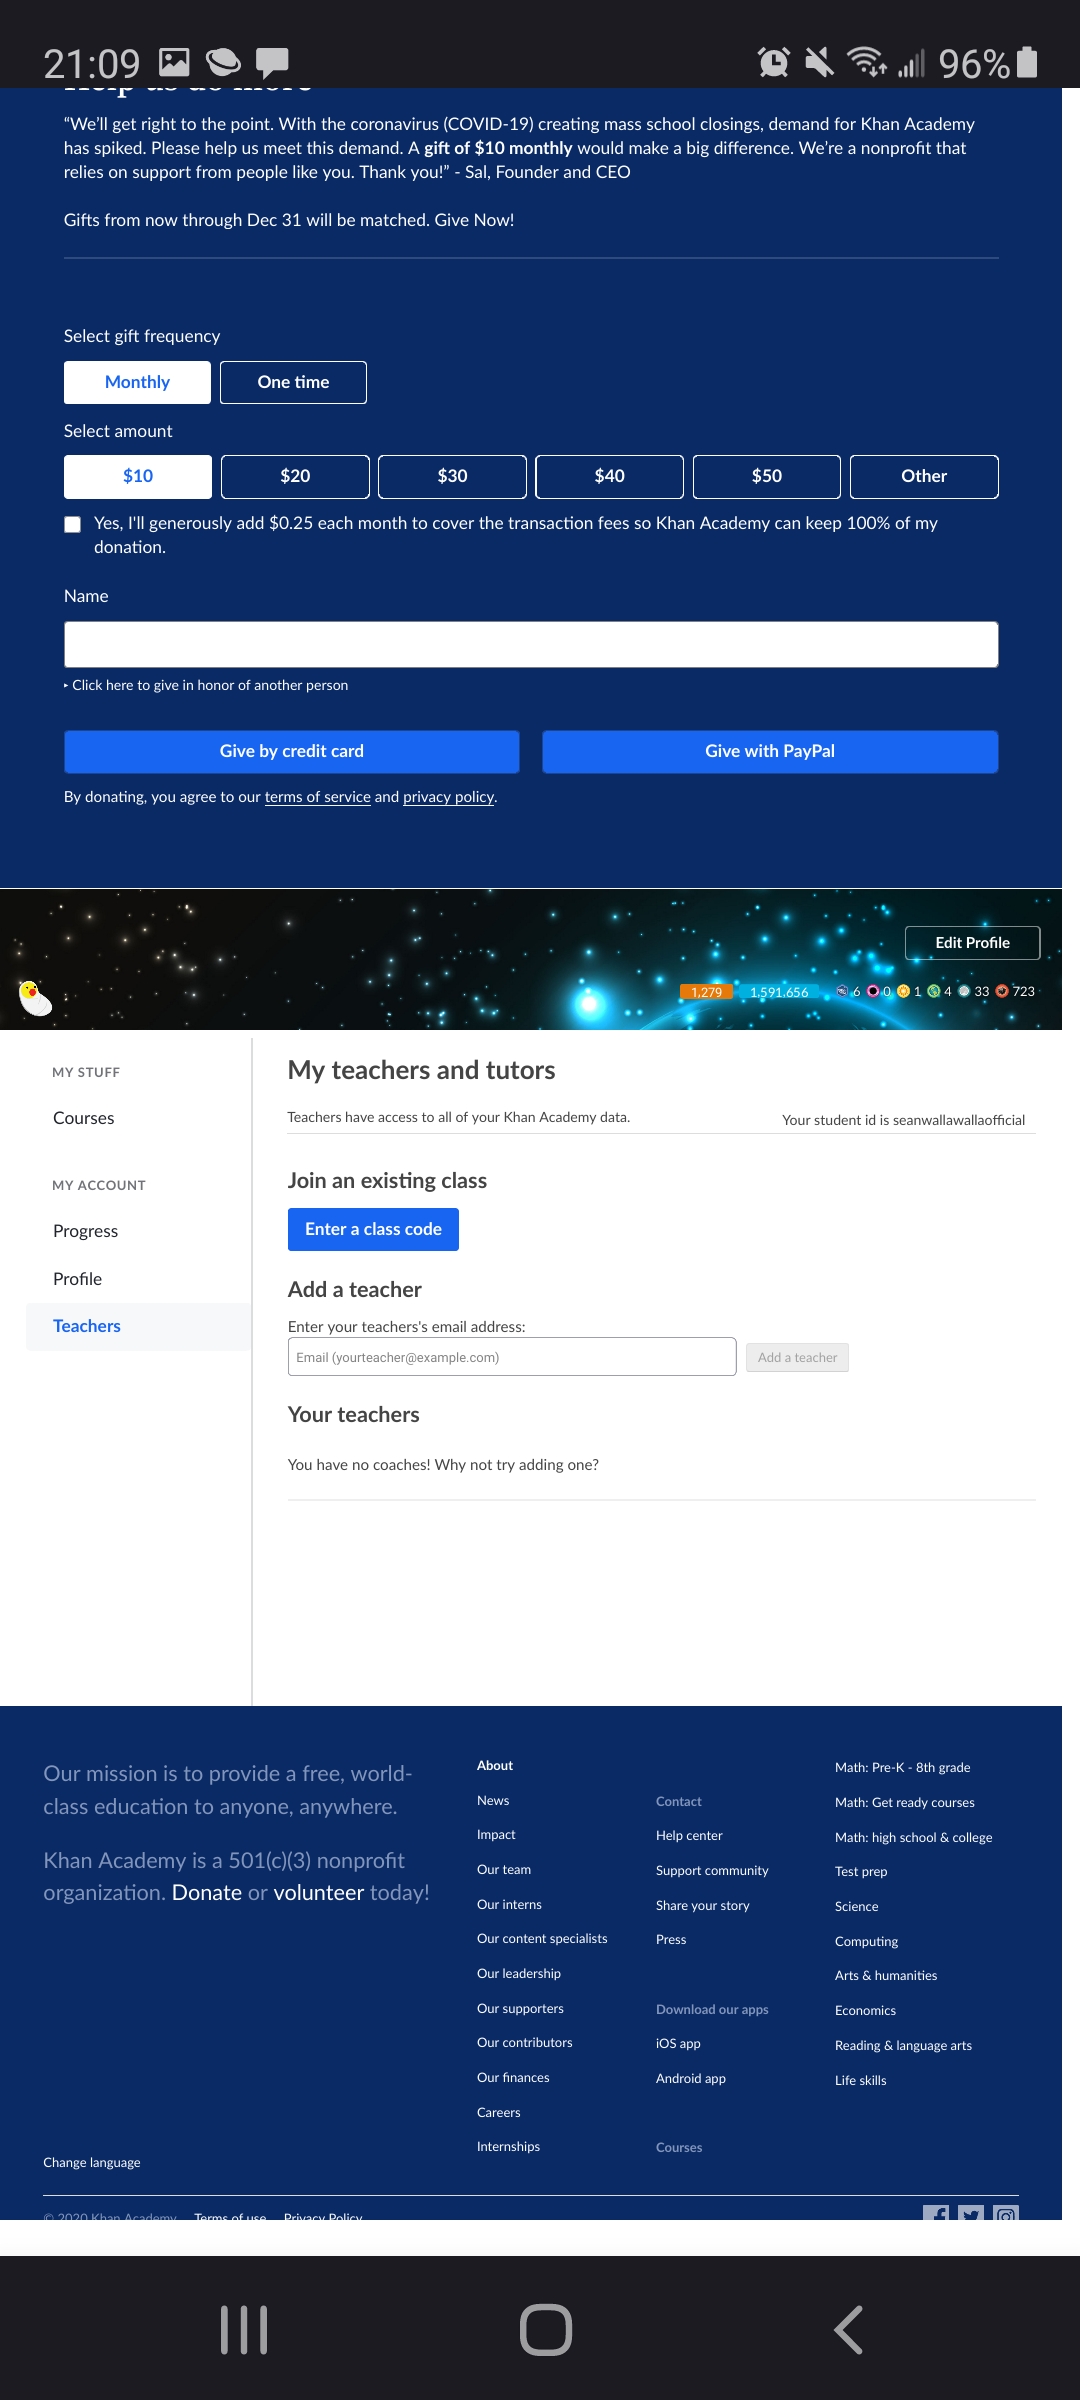 21:09
96%
Help us do more
“We’ll get right to the point. With the coronavirus (COVID-19) creating mass school closings, demand for Khan Academy
has spiked. Please help us meet this demand. A gift of $10 monthly would make a big difference. We’re a nonprofit that
relies on support from people like you. Thank you!” - Sal, Founder and CEO
Gifts from now through Dec 31 will be matched. Give Now!
Select gift frequency
Monthly
One time
Select amount
$10
$20
$30
$40
$50
Other
Yes, I'll generously add $0.25 each month to cover the transaction fees so Khan Academy can keep 100% of my
donation.
Name
‣ Click here to give in honor of another person
Give by credit card
Give with PayPal
By donating, you agree to our terms of service and privacy policy.
Edit Profile
1,279
1,591,656
6
0
1
4
33
723
MY STUFF
Courses
MY ACCOUNT
Progress
Profile
Teachers
My teachers and tutors
Teachers have access to all of your Khan Academy data.
Your student id is seanwallawallaofficial
Join an existing class
Enter a class code
Add a teacher
Enter your teachers's email address:
Email (yourteacher@example.com)
Add a teacher
Your teachers
You have no coaches! Why not try adding one?
Our mission is to provide a free, world-
class education to anyone, anywhere.
Khan Academy is a 501(c)(3) nonprofit
organization. Donate or volunteer today!
Change language
About
News
Impact
Our team
Our interns
Our content specialists
Our leadership
Our supporters
Our contributors
Our finances
Careers
Internships
Contact
Help center
Support community
Share your story
Press
Download our apps
iOS app
Android app
Courses
Math: Pre-K - 8th grade
Math: Get ready courses
Math: high school & college
Test prep
Science
Computing
Arts & humanities
Economics
Reading & language arts
Life skills
© 2020 Khan Academy
Terms of use
Privacy Policy